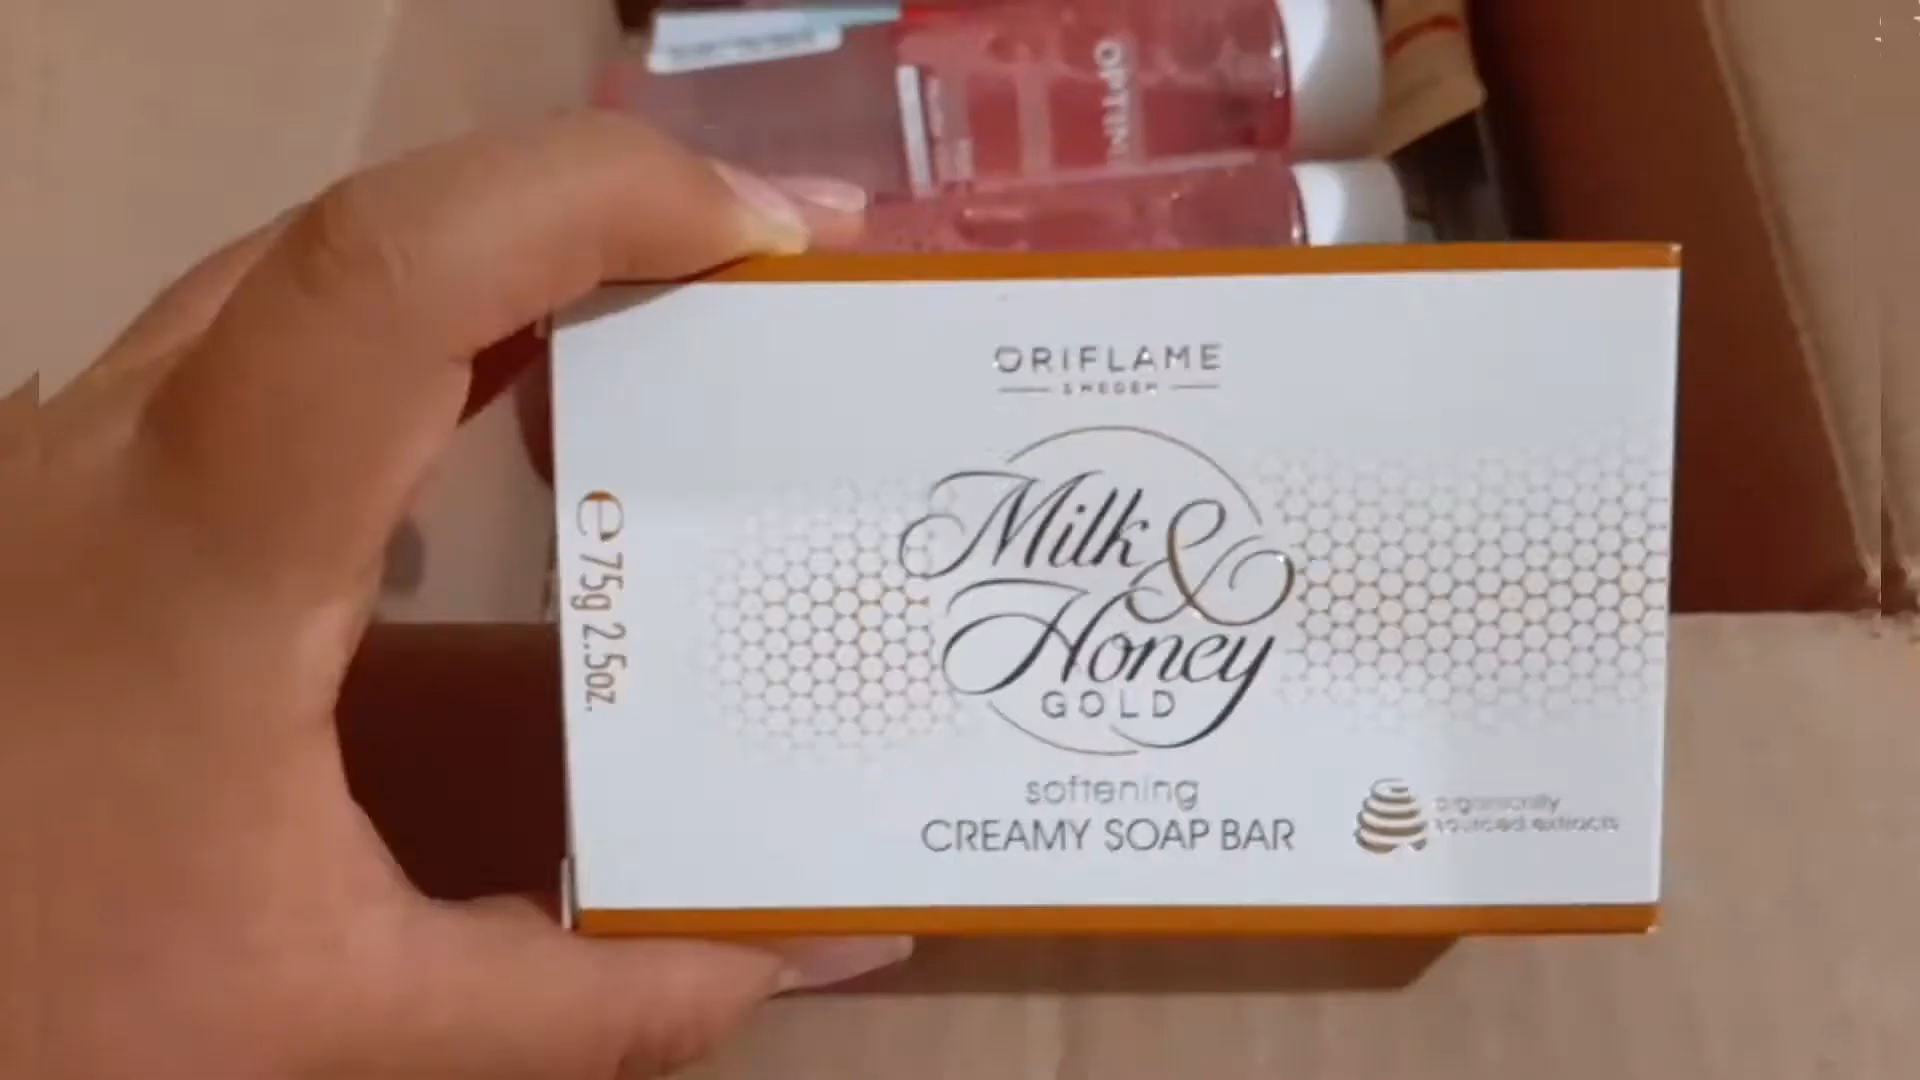 OPTIM
ORIFLAME
SWEDEN
Milk &
Honey
GOLD
softening
CREAMY SOAP BAR
organically
sourced extracts
e 75g 2.5oz.